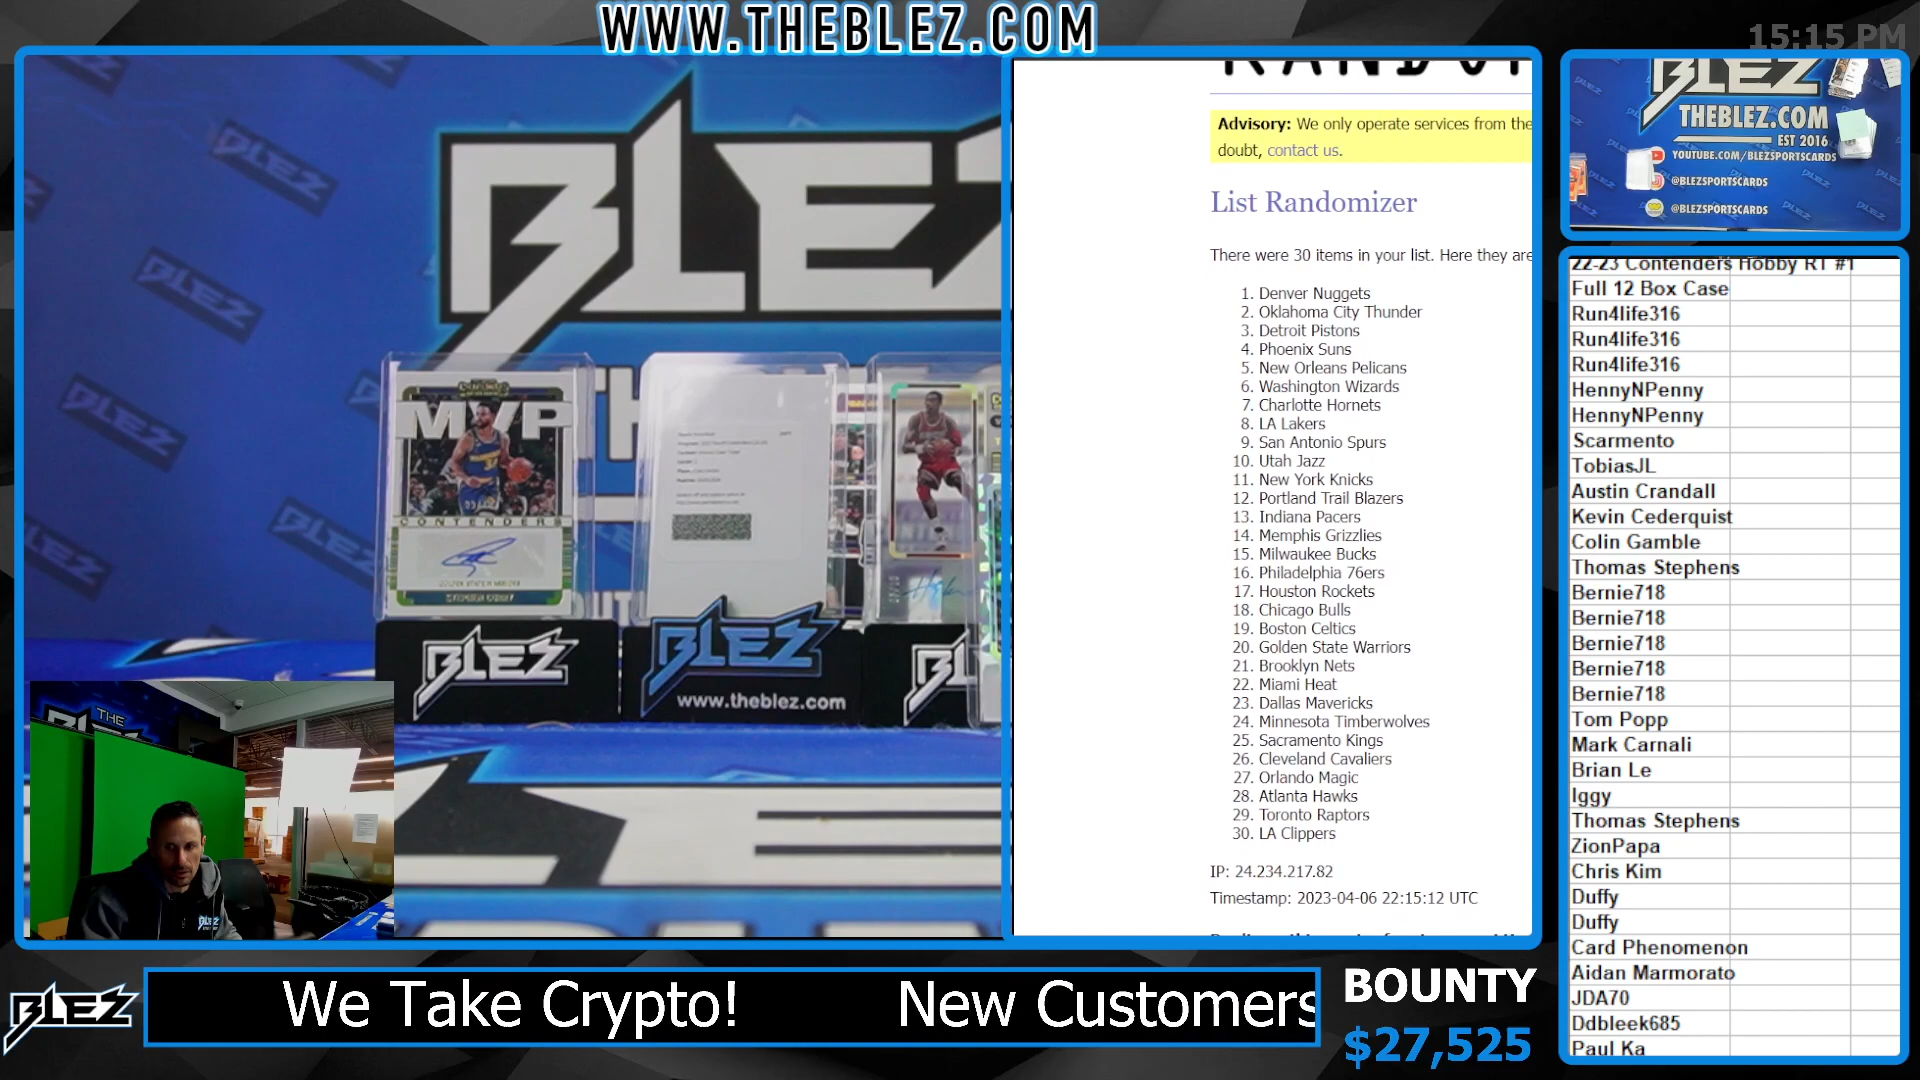 WWW.THEBLEZ.COM
15:15 PM
BLEZ
MVP
CONTENDERS
STEPHEN CURRY
BLEZ
BLEZ
www.theblez.com
THE
Advisory: We only operate services from the
doubt, contact us.
List Randomizer
There were 30 items in your list. Here they are
1. Denver Nuggets
2. Oklahoma City Thunder
3. Detroit Pistons
4. Phoenix Suns
5. New Orleans Pelicans
6. Washington Wizards
7. Charlotte Hornets
8. LA Lakers
9. San Antonio Spurs
10. Utah Jazz
11. New York Knicks
12. Portland Trail Blazers
13. Indiana Pacers
14. Memphis Grizzlies
15. Milwaukee Bucks
16. Philadelphia 76ers
17. Houston Rockets
18. Chicago Bulls
19. Boston Celtics
20. Golden State Warriors
21. Brooklyn Nets
22. Miami Heat
23. Dallas Mavericks
24. Minnesota Timberwolves
25. Sacramento Kings
26. Cleveland Cavaliers
27. Orlando Magic
28. Atlanta Hawks
29. Toronto Raptors
30. LA Clippers
IP: 24.234.217.82
Timestamp: 2023-04-06 22:15:12 UTC
BLEZ
THEBLEZ.COM
EST 2016
YOUTUBE.COM/BLEZSPORTSCARDS
@BLEZSPORTSCARDS
@BLEZSPORTSCARDS
22-23 Contenders Hobby RT #1
Full 12 Box Case
Run4life316
Run4life316
Run4life316
HennyNPenny
HennyNPenny
Scarmento
TobiasJL
Austin Crandall
Kevin Cederquist
Colin Gamble
Thomas Stephens
Bernie718
Bernie718
Bernie718
Bernie718
Bernie718
Tom Popp
Mark Carnali
Brian Le
Iggy
Thomas Stephens
ZionPapa
Chris Kim
Duffy
Duffy
Card Phenomenon
Aidan Marmorato
JDA70
Ddbleek685
Paul Ka
BLEZ
We Take Crypto! New Customers
BOUNTY
$27,525